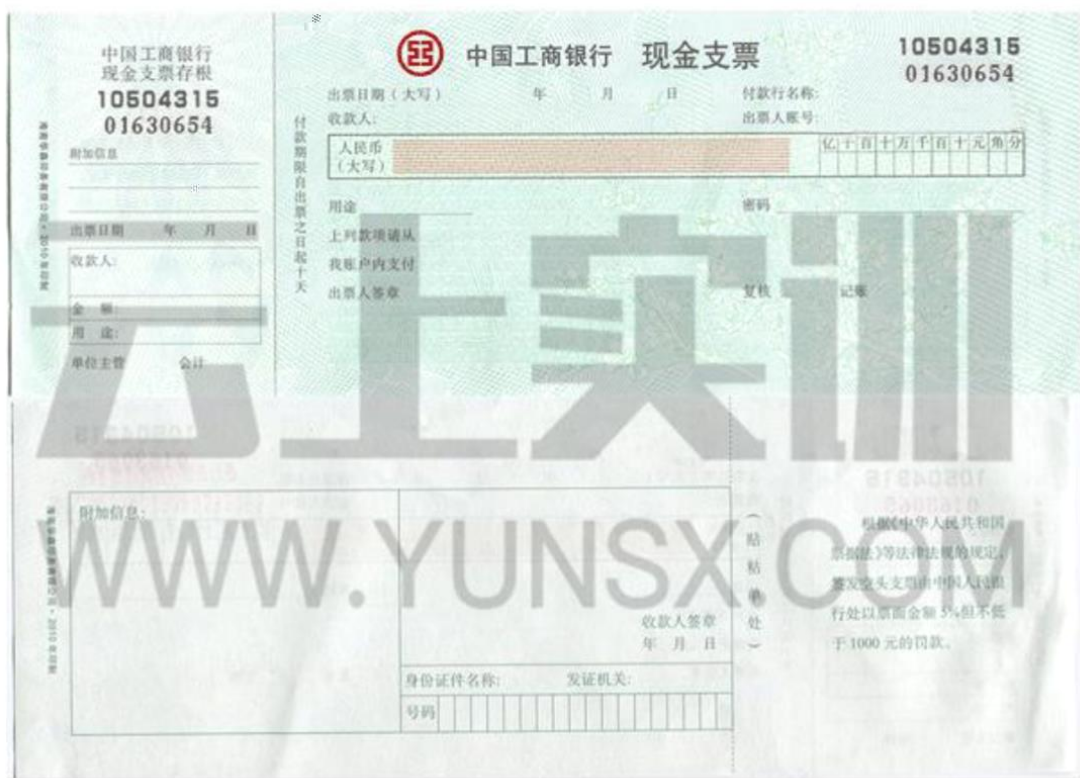 中国工商银行
现金支票存根
10504315
01630654
附加信息
出票日期 年 月 日
收款人:
金 额:
用 途:
单位主管 会计
付款期限自出票之日起十天
中国工商银行 现金支票
10504315
01630654
出票日期(大写) 年 月 日 付款行名称:
收款人: 出票人账号:
人民币
(大写)
亿千百十万千百十元角分
用途 密码
上列款项请从
我账户内支付
出票人签章 复核 记账
云上实训
WWW.YUNSX.COM
附加信息:
收款人签章
年 月 日
身份证件名称: 发证机关:
号码
(贴粘单处)
根据《中华人民共和国
票据法》等法律法规的规定,
签发空头支票由中国人民银
行处以票面金额5%但不低
于1000元的罚款。